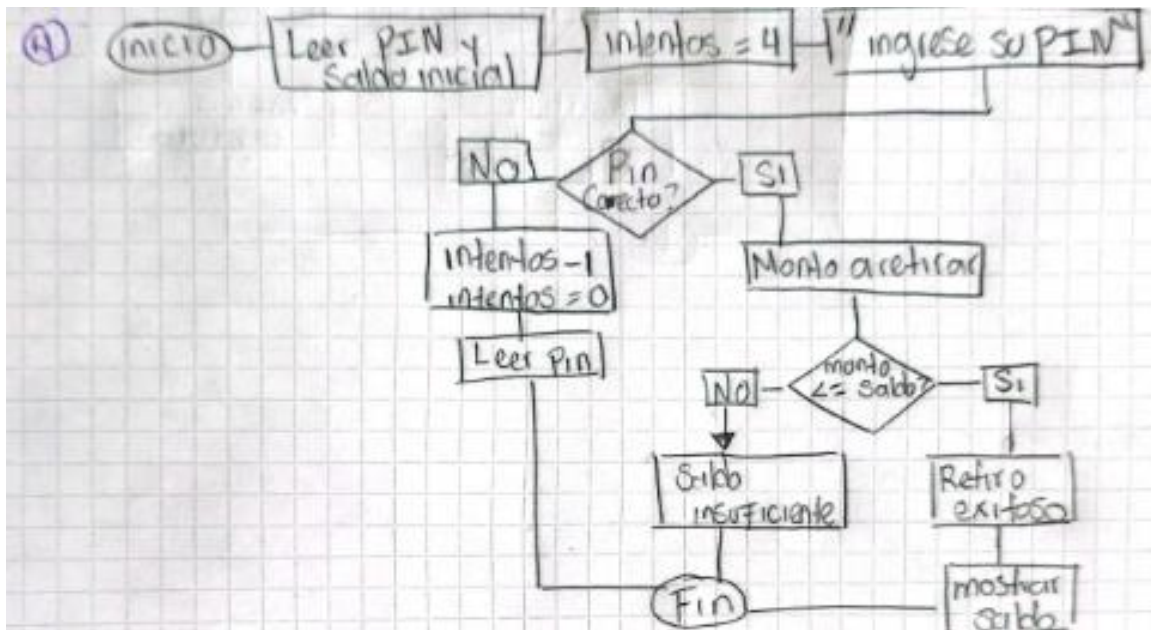 A
inicio
Leer PIN y
Saldo inicial
intentos = 4
"ingrese su PIN"
Pin
Correcto?
NO
SI
intentos-1
intentos = 0
Monto a retirar
Leer Pin
monto
<= Saldo?
NO
Si
Saldo
insuficiente
Retiro
exitoso
Fin
mostrar
Saldo